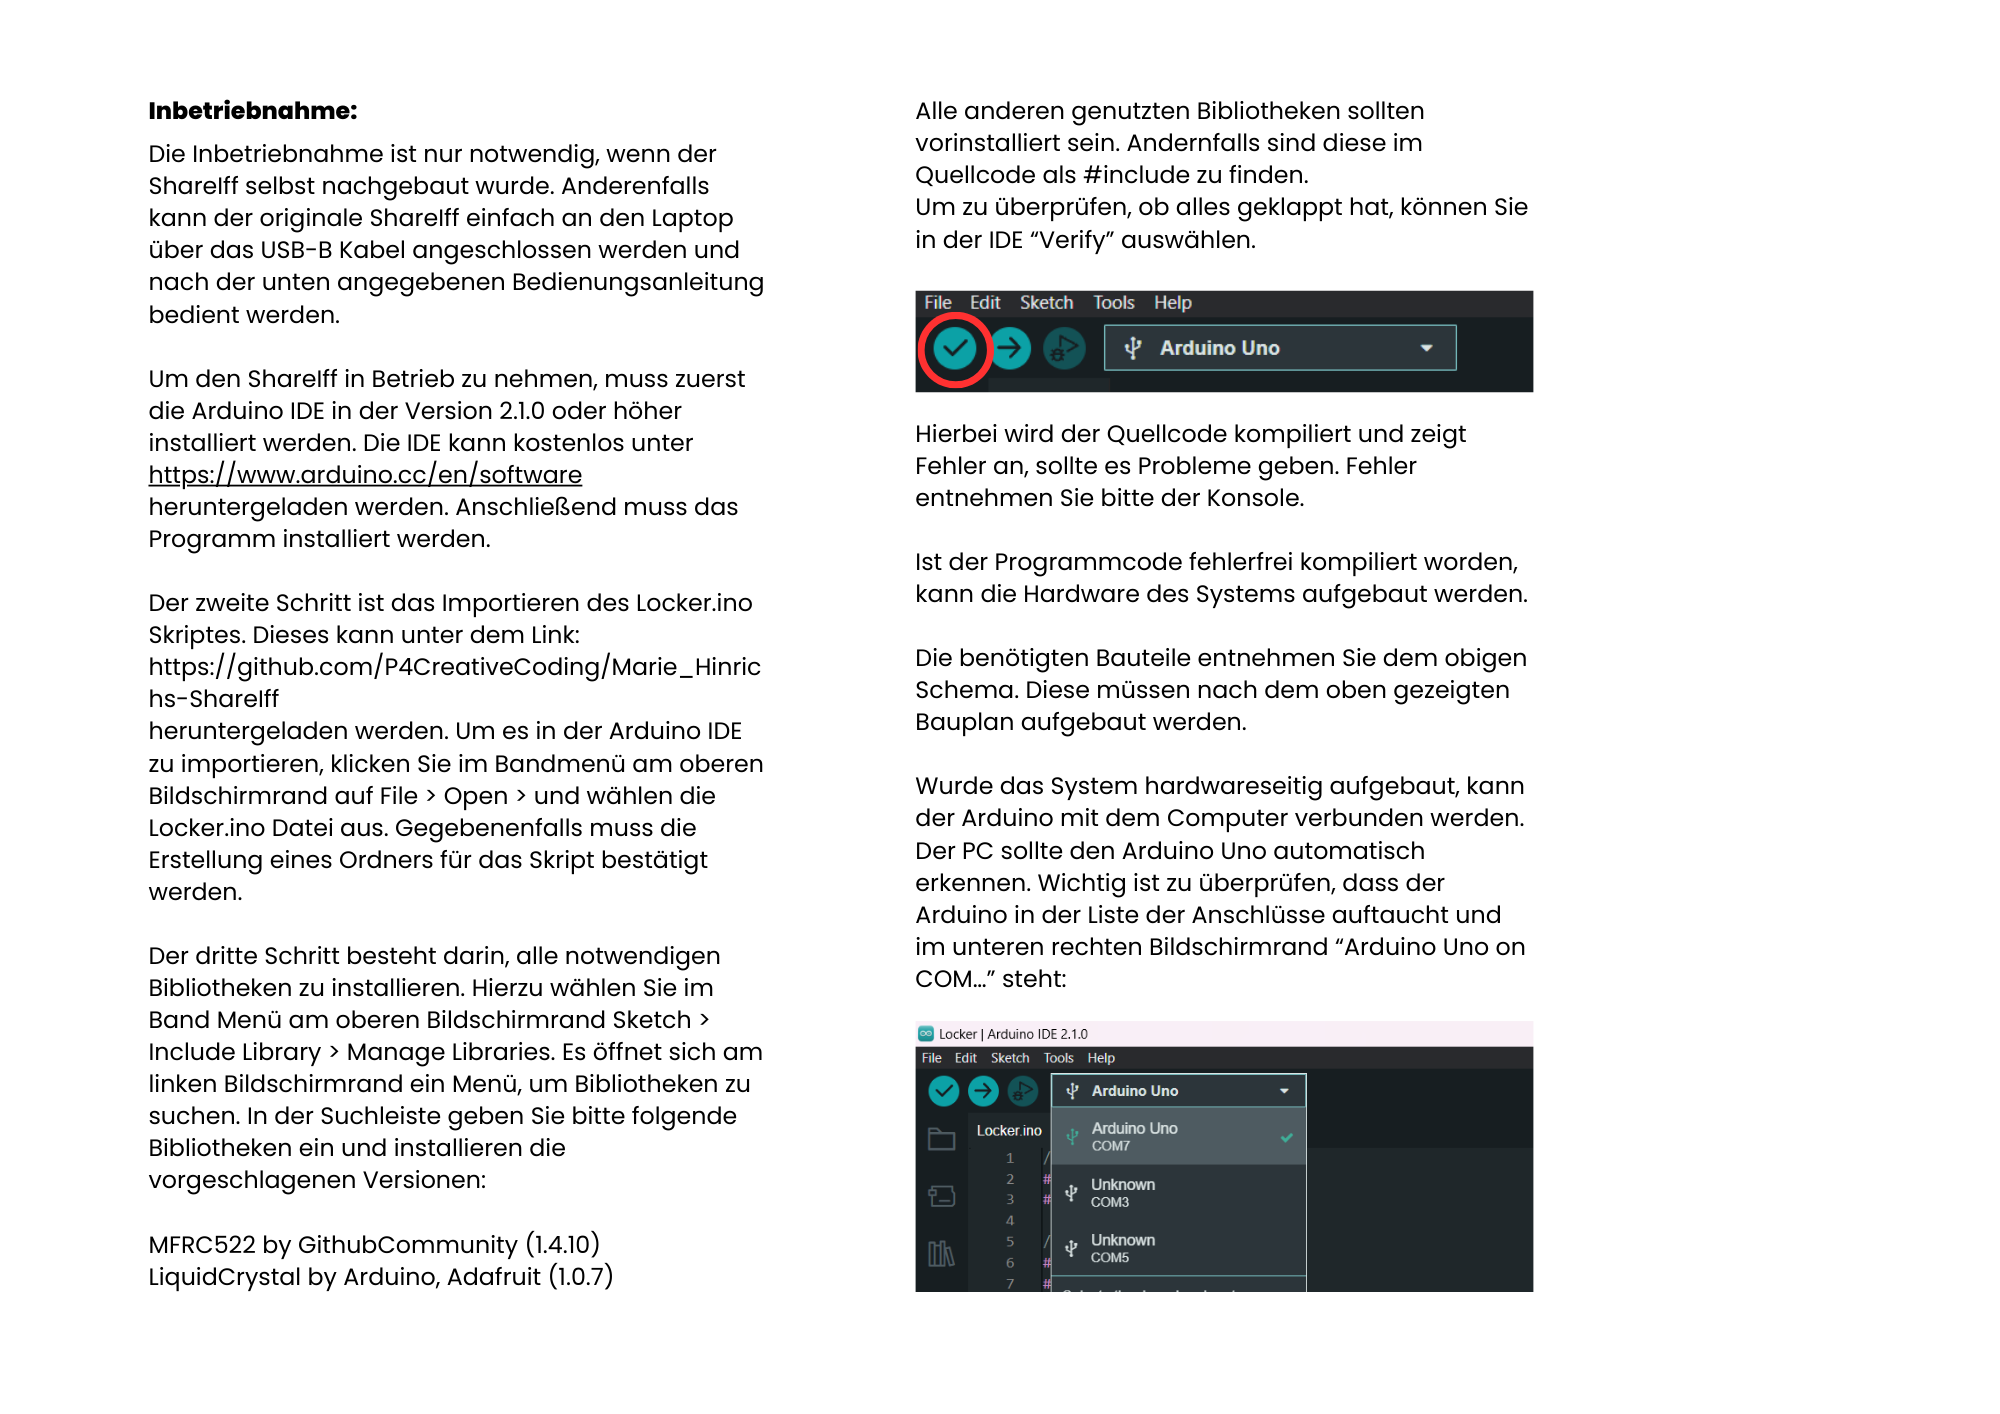 Inbetriebnahme:
Die Inbetriebnahme ist nur notwendig, wenn der
ShareIff selbst nachgebaut wurde. Anderenfalls
kann der originale ShareIff einfach an den Laptop
über das USB-B Kabel angeschlossen werden und
nach der unten angegebenen Bedienungsanleitung
bedient werden.
Um den ShareIff in Betrieb zu nehmen, muss zuerst
die Arduino IDE in der Version 2.1.0 oder höher
installiert werden. Die IDE kann kostenlos unter
https://www.arduino.cc/en/software
heruntergeladen werden. Anschließend muss das
Programm installiert werden.
Der zweite Schritt ist das Importieren des Locker.ino
Skriptes. Dieses kann unter dem Link:
https://github.com/P4CreativeCoding/Marie_Hinric
hs-ShareIff
heruntergeladen werden. Um es in der Arduino IDE
zu importieren, klicken Sie im Bandmenü am oberen
Bildschirmrand auf File > Open > und wählen die
Locker.ino Datei aus. Gegebenenfalls muss die
Erstellung eines Ordners für das Skript bestätigt
werden.
Der dritte Schritt besteht darin, alle notwendigen
Bibliotheken zu installieren. Hierzu wählen Sie im
Band Menü am oberen Bildschirmrand Sketch >
Include Library > Manage Libraries. Es öffnet sich am
linken Bildschirmrand ein Menü, um Bibliotheken zu
suchen. In der Suchleiste geben Sie bitte folgende
Bibliotheken ein und installieren die
vorgeschlagenen Versionen:
MFRC522 by GithubCommunity (1.4.10)
LiquidCrystal by Arduino, Adafruit (1.0.7)
Alle anderen genutzten Bibliotheken sollten
vorinstalliert sein. Andernfalls sind diese im
Quellcode als #include zu finden.
Um zu überprüfen, ob alles geklappt hat, können Sie
in der IDE “Verify” auswählen.
File Edit Sketch Tools Help
Arduino Uno
Hierbei wird der Quellcode kompiliert und zeigt
Fehler an, sollte es Probleme geben. Fehler
entnehmen Sie bitte der Konsole.
Ist der Programmcode fehlerfrei kompiliert worden,
kann die Hardware des Systems aufgebaut werden.
Die benötigten Bauteile entnehmen Sie dem obigen
Schema. Diese müssen nach dem oben gezeigten
Bauplan aufgebaut werden.
Wurde das System hardwareseitig aufgebaut, kann
der Arduino mit dem Computer verbunden werden.
Der PC sollte den Arduino Uno automatisch
erkennen. Wichtig ist zu überprüfen, dass der
Arduino in der Liste der Anschlüsse auftaucht und
im unteren rechten Bildschirmrand “Arduino Uno on
COM...” steht:
Locker | Arduino IDE 2.1.0
File Edit Sketch Tools Help
Arduino Uno
Locker.ino
Arduino Uno
COM7
Unknown
COM3
Unknown
COM5
1 /
2 #
3 #
4
5 /
6 #
7 #